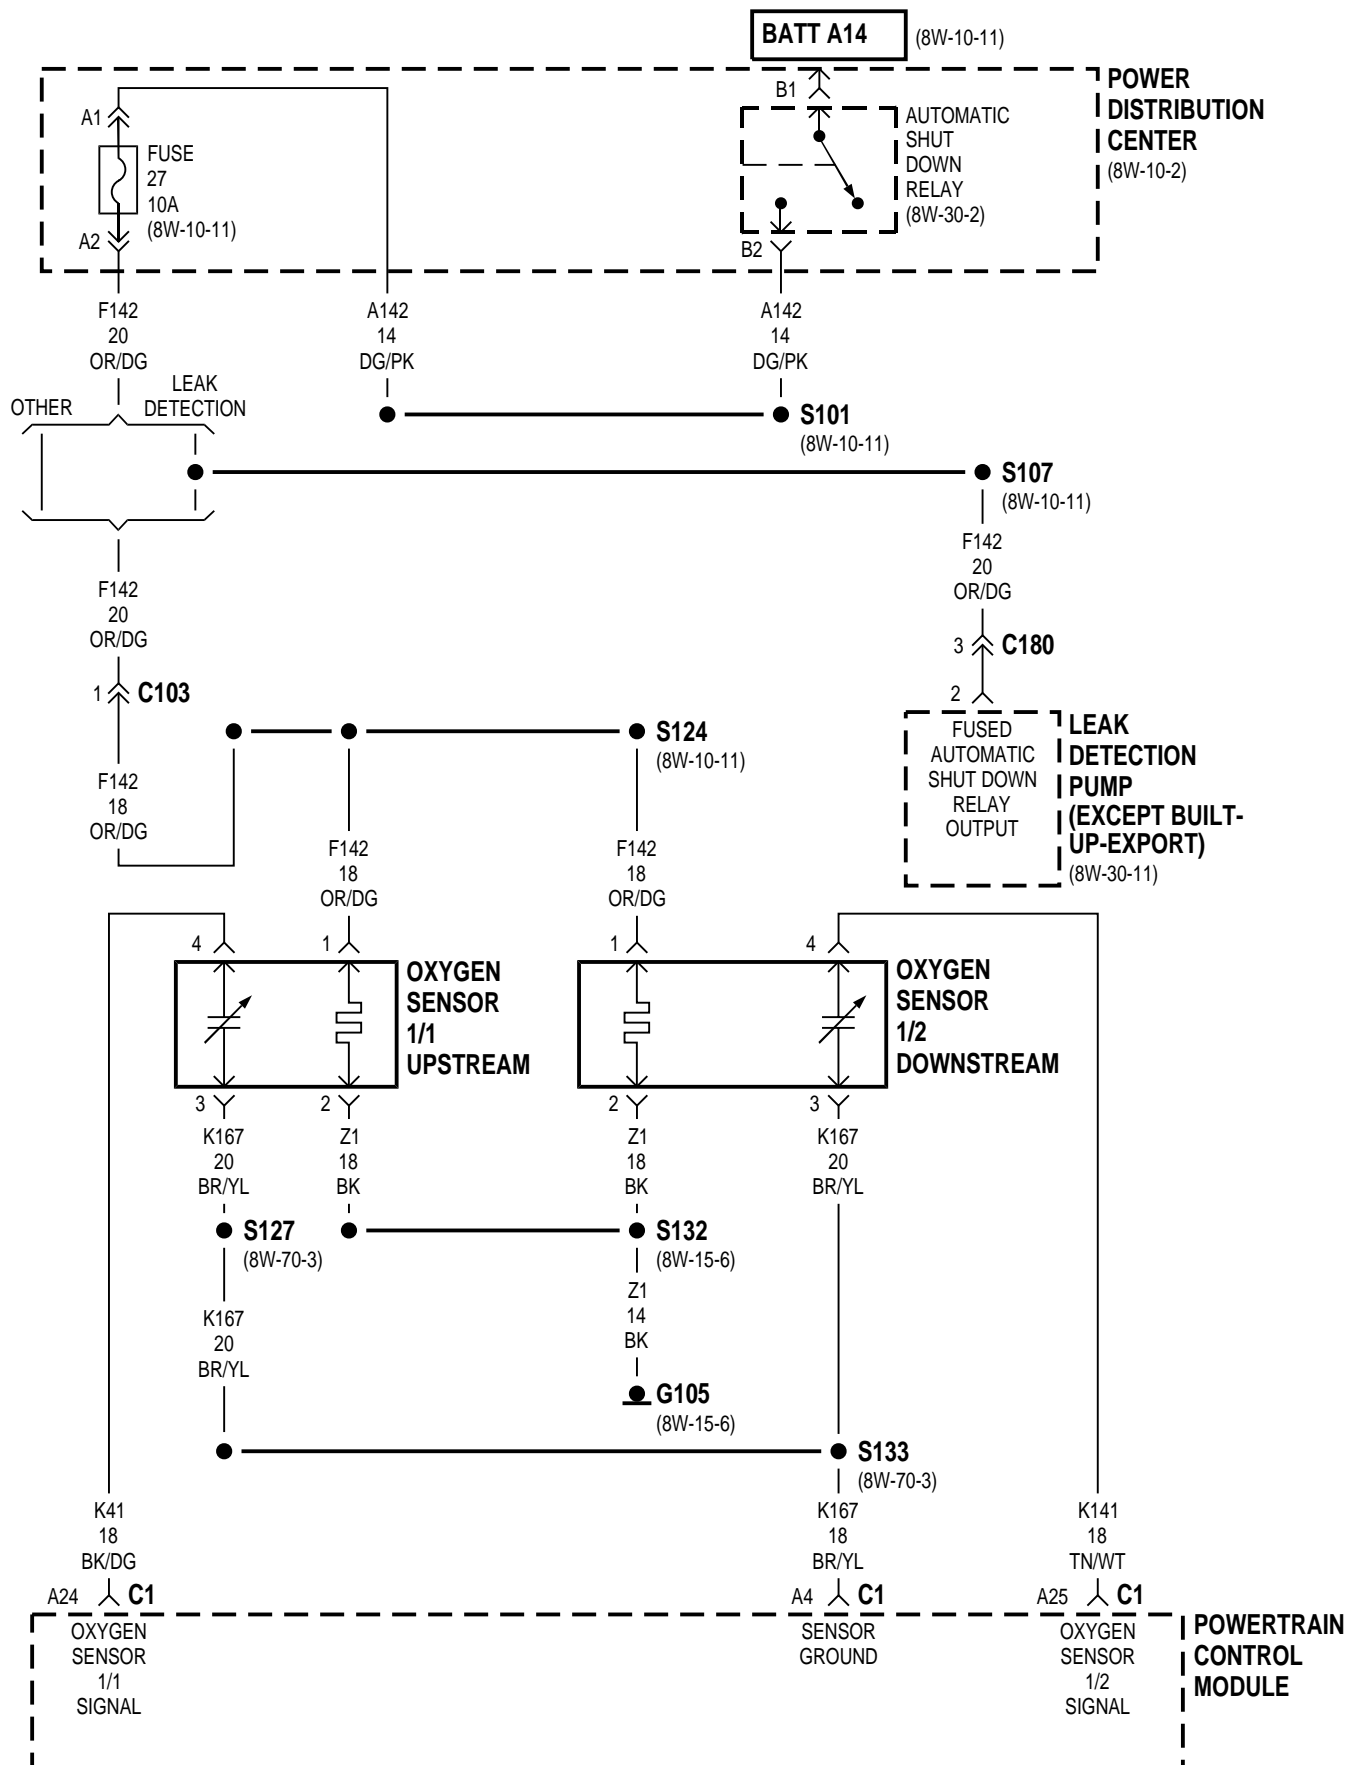 BATT A14
(8W-10-11)
POWER
DISTRIBUTION
CENTER
(8W-10-2)
B1
AUTOMATIC
SHUT
DOWN
RELAY
(8W-30-2)
B2
A1
FUSE
27
10A
(8W-10-11)
A2
F142
20
OR/DG
A142
14
DG/PK
A142
14
DG/PK
OTHER
LEAK
DETECTION
S101
(8W-10-11)
S107
(8W-10-11)
F142
20
OR/DG
F142
20
OR/DG
3
C180
2
1
C103
S124
(8W-10-11)
FUSED
AUTOMATIC
SHUT DOWN
RELAY
OUTPUT
LEAK
DETECTION
PUMP
(EXCEPT BUILT-
UP-EXPORT)
(8W-30-11)
F142
18
OR/DG
F142
18
OR/DG
F142
18
OR/DG
4
1
1
4
OXYGEN
SENSOR
1/1
UPSTREAM
OXYGEN
SENSOR
1/2
DOWNSTREAM
3
2
2
3
K167
20
BR/YL
Z1
18
BK
Z1
18
BK
K167
20
BR/YL
S127
(8W-70-3)
S132
(8W-15-6)
K167
20
BR/YL
Z1
14
BK
G105
(8W-15-6)
S133
(8W-70-3)
K41
18
BK/DG
K167
18
BR/YL
K141
18
TN/WT
A24
C1
A4
C1
A25
C1
OXYGEN
SENSOR
1/1
SIGNAL
SENSOR
GROUND
OXYGEN
SENSOR
1/2
SIGNAL
POWERTRAIN
CONTROL
MODULE